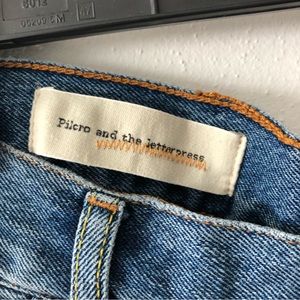 Pilcro and the letterpress